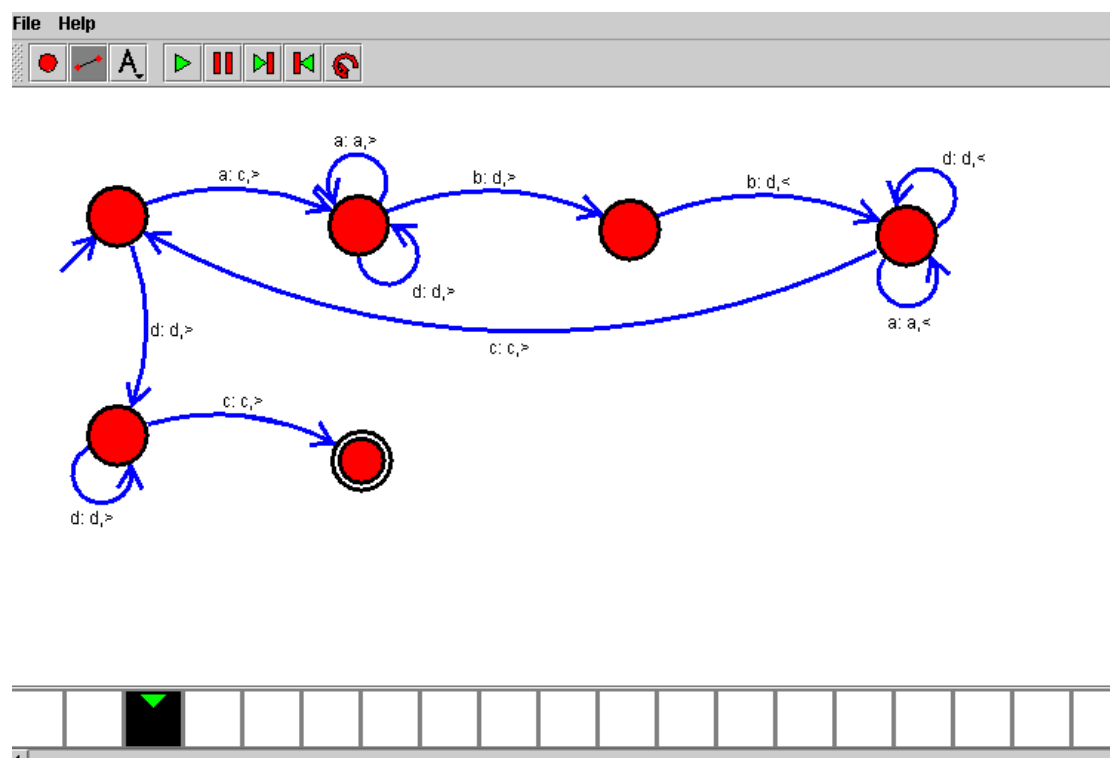 File Help
A
a: a,>
d: d,<
a: c,>
b: d,>
b: d,<
d: d,>
a: a,<
d: d,>
c: c,>
c: c,>
d: d,>